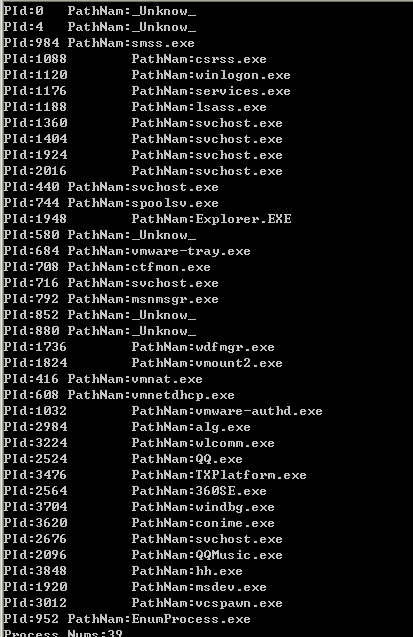 PId:0 PathNam:_Unknow_
PId:4 PathNam:_Unknow_
PId:984 PathNam:smss.exe
PId:1088 PathNam:csrss.exe
PId:1120 PathNam:winlogon.exe
PId:1176 PathNam:services.exe
PId:1188 PathNam:lsass.exe
PId:1360 PathNam:svchost.exe
PId:1404 PathNam:svchost.exe
PId:1924 PathNam:svchost.exe
PId:2016 PathNam:svchost.exe
PId:440 PathNam:svchost.exe
PId:744 PathNam:spoolsv.exe
PId:1948 PathNam:Explorer.EXE
PId:580 PathNam:_Unknow_
PId:684 PathNam:vmware-tray.exe
PId:708 PathNam:ctfmon.exe
PId:716 PathNam:svchost.exe
PId:792 PathNam:msnmsgr.exe
PId:852 PathNam:_Unknow_
PId:880 PathNam:_Unknow_
PId:1736 PathNam:wdfmgr.exe
PId:1824 PathNam:vmount2.exe
PId:416 PathNam:vmnat.exe
PId:608 PathNam:vmnetdhcp.exe
PId:1032 PathNam:vmware-authd.exe
PId:2984 PathNam:alg.exe
PId:3224 PathNam:wlcomm.exe
PId:2524 PathNam:QQ.exe
PId:3476 PathNam:TXPlatform.exe
PId:2564 PathNam:360SE.exe
PId:3704 PathNam:windbg.exe
PId:3620 PathNam:conime.exe
PId:2676 PathNam:svchost.exe
PId:2096 PathNam:QQMusic.exe
PId:3848 PathNam:hh.exe
PId:1920 PathNam:msdev.exe
PId:3012 PathNam:vcspawn.exe
PId:952 PathNam:EnumProcess.exe
Process Nums:39